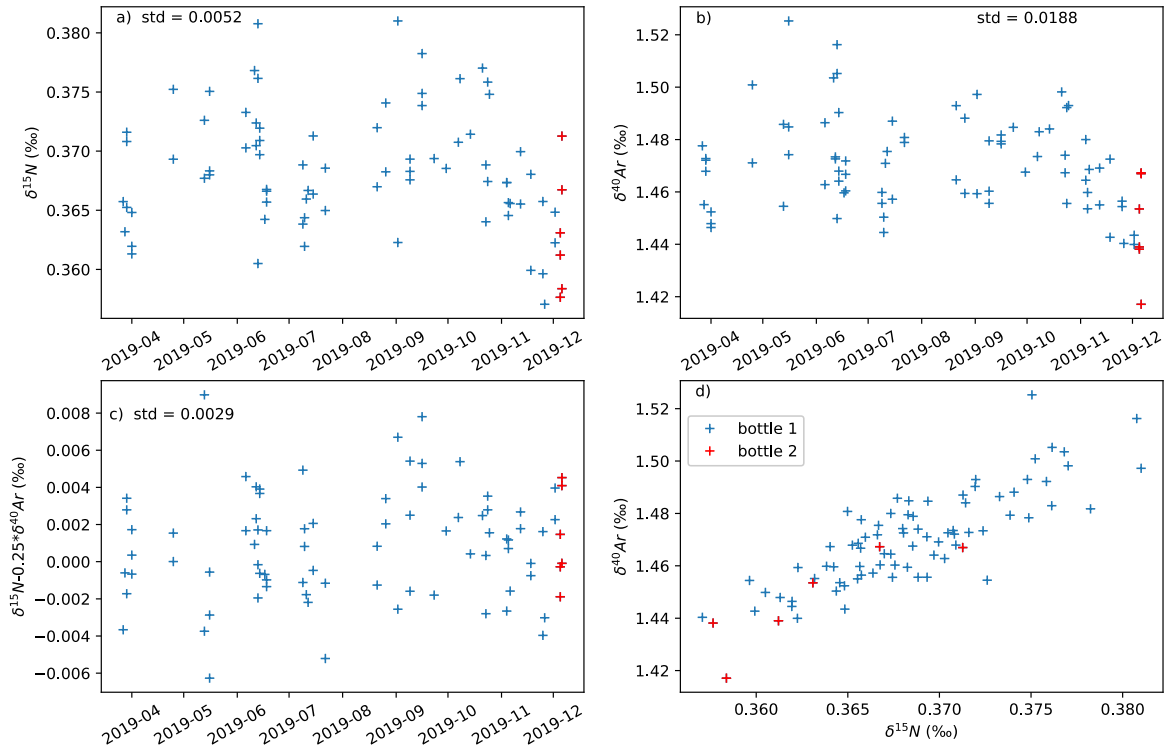 a) std = 0.0052
0.380
0.375
0.370
0.365
0.360
δ¹⁵N (‰)
2019-04 2019-05 2019-06 2019-07 2019-08 2019-09 2019-10 2019-11 2019-12
b) std = 0.0188
1.52
1.50
1.48
1.46
1.44
1.42
δ⁴⁰Ar (‰)
2019-04 2019-05 2019-06 2019-07 2019-08 2019-09 2019-10 2019-11 2019-12
c) std = 0.0029
0.008
0.006
0.004
0.002
0.000
−0.002
−0.004
−0.006
δ¹⁵N-0.25*δ⁴⁰Ar (‰)
2019-04 2019-05 2019-06 2019-07 2019-08 2019-09 2019-10 2019-11 2019-12
d)
bottle 1
bottle 2
1.52
1.50
1.48
1.46
1.44
1.42
δ⁴⁰Ar (‰)
0.360 0.365 0.370 0.375 0.380
δ¹⁵N (‰)